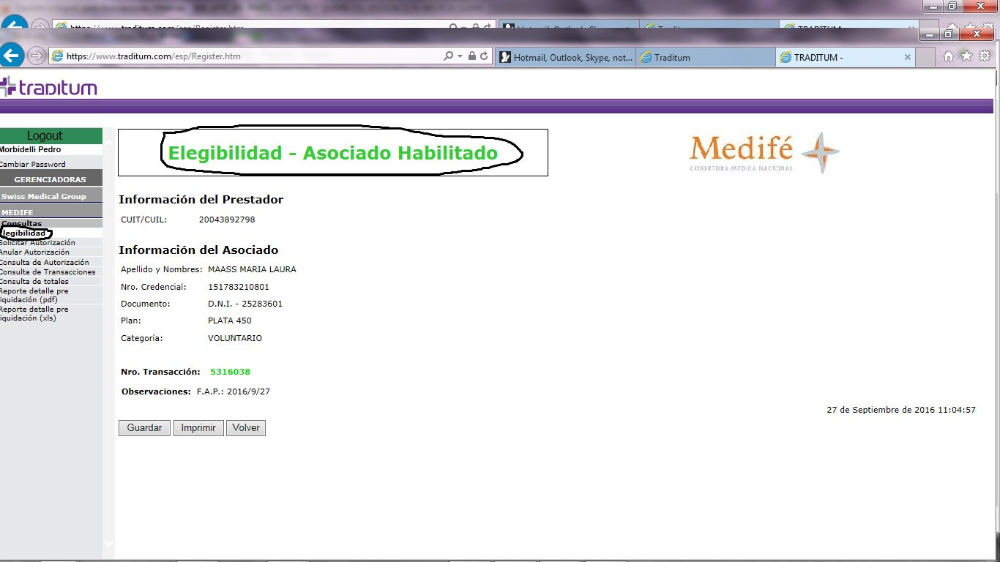 https://www.traditum.com/esp/Register.htm
Hotmail, Outlook, Skype, not...
Traditum
TRADITUM -
traditum
Logout
Morbidelli Pedro
Cambiar Password
GERENCIADORAS
Swiss Medical Group
MEDIFE
Consultas
legibilidad
Solicitar Autorización
Anular Autorización
Consulta de Autorización
Consulta de Transacciones
Consulta de totales
Reporte detalle pre
iquidación (pdf)
Reporte detalle pre
iquidación (xls)
Elegibilidad - Asociado Habilitado
Medifé
COBERTURA MÉDICA NACIONAL
Información del Prestador
CUIT/CUIL: 20043892798
Información del Asociado
Apellido y Nombres: MAASS MARIA LAURA
Nro. Credencial: 151783210801
Documento: D.N.I. - 25283601
Plan: PLATA 450
Categoría: VOLUNTARIO
Nro. Transacción: 5316038
Observaciones: F.A.P.: 2016/9/27
27 de Septiembre de 2016 11:04:57
Guardar Imprimir Volver